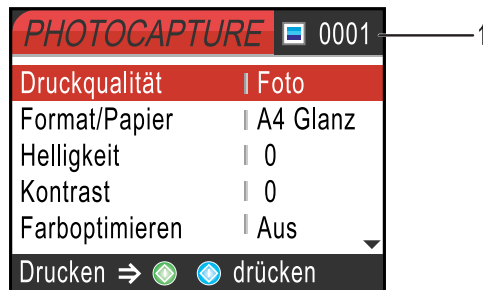 PHOTOCAPTURE 0001 1
Druckqualität Foto
Format/Papier A4 Glanz
Helligkeit 0
Kontrast 0
Farboptimieren Aus
Drucken ⇒ drücken